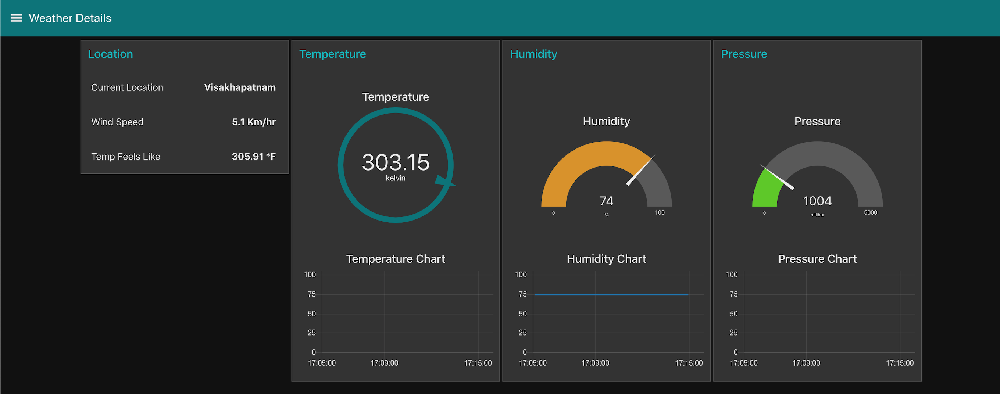 Weather Details
Location
Current Location Visakhapatnam
Wind Speed 5.1 Km/hr
Temp Feels Like 305.91 *F
Temperature
Temperature
303.15
kelvin
Temperature Chart
100
75
50
25
0
17:05:00 17:09:00 17:15:00
Humidity
Humidity
74
0 % 100
Humidity Chart
100
75
50
25
0
17:05:00 17:09:00 17:15:00
Pressure
Pressure
1004
0 milibar 5000
Pressure Chart
100
75
50
25
0
17:05:00 17:09:00 17:15:00